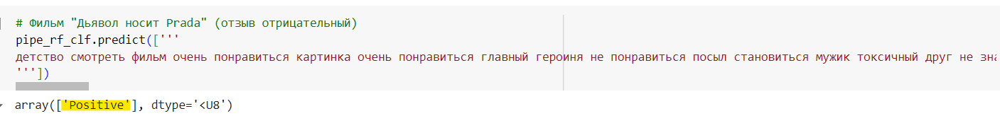 # Фильм "Дьявол носит Prada" (отзыв отрицательный)
pipe_rf_clf.predict(['''
детство смотреть фильм очень понравиться картинка очень понравиться главный героиня не понравиться посыл становиться мужик токсичный друг не зна
'''])
array(['Positive'], dtype='<U8')